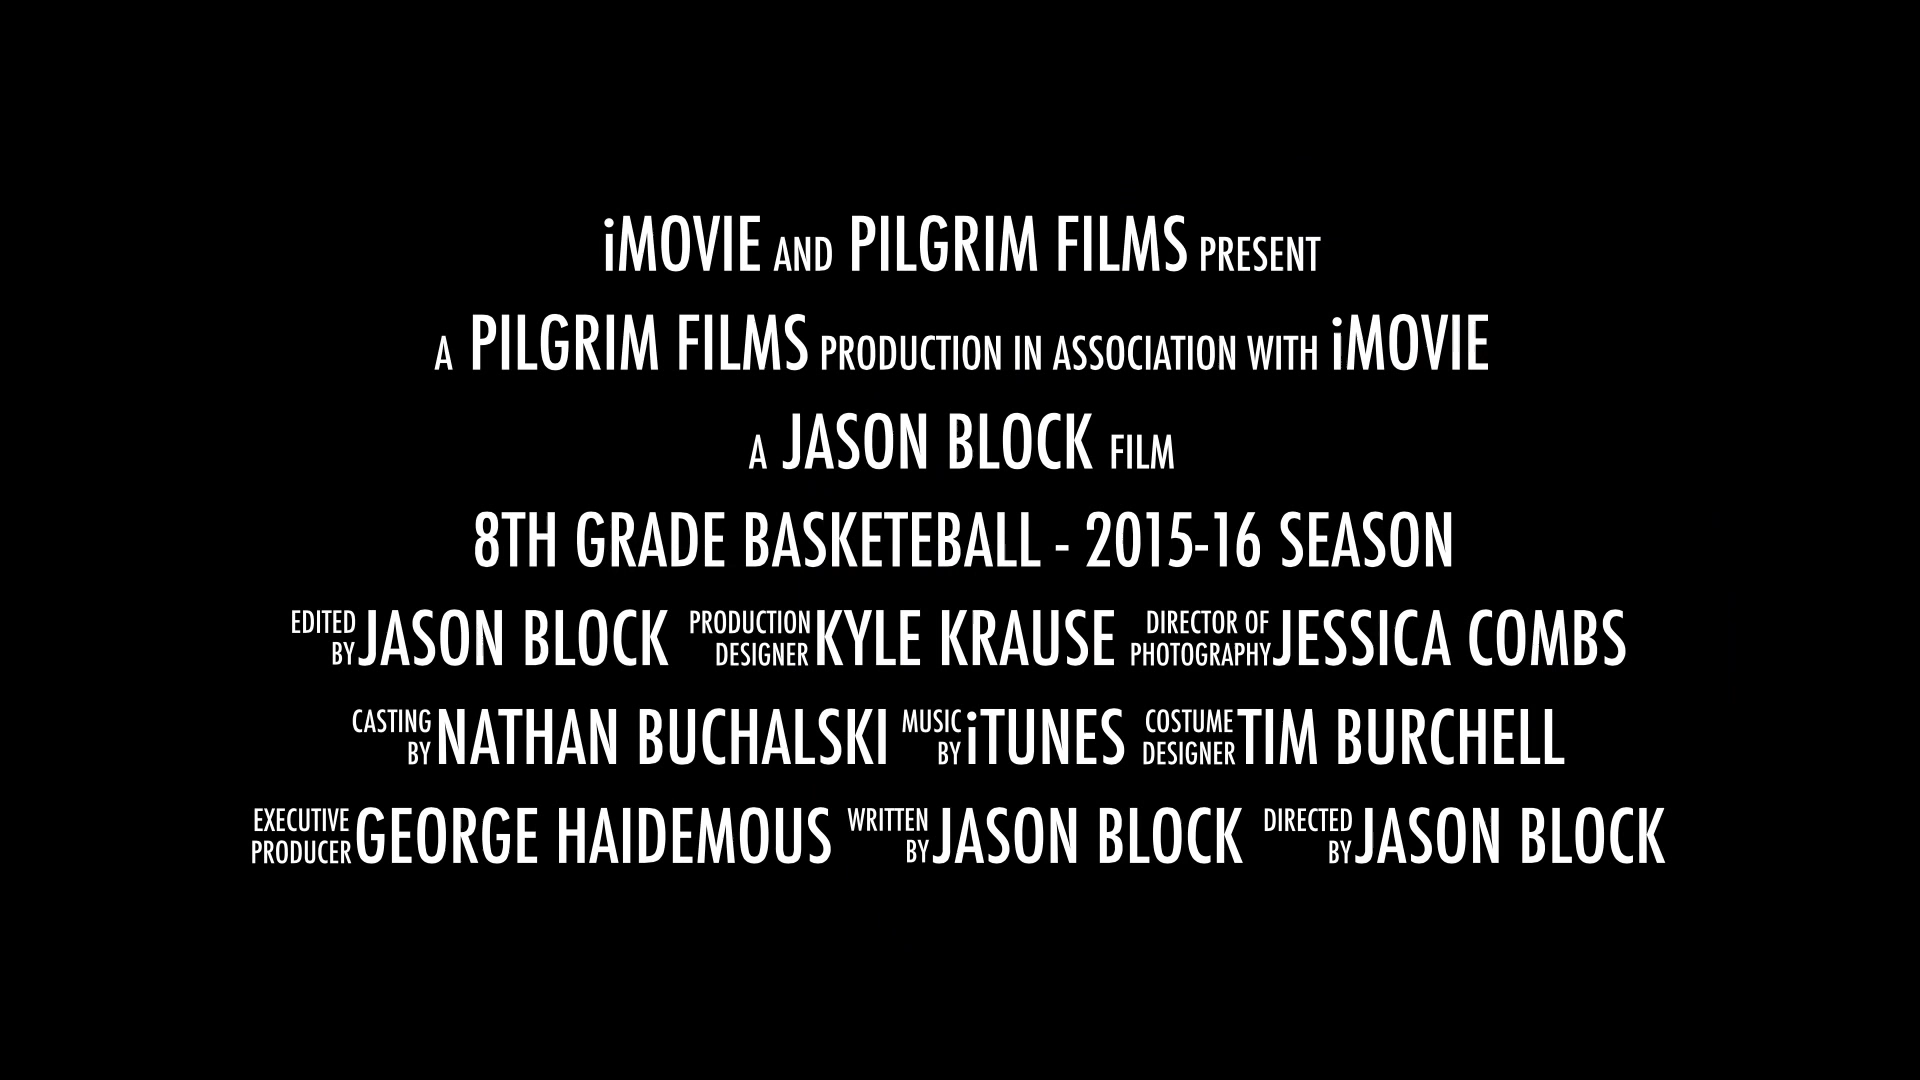 iMOVIE AND PILGRIM FILMS PRESENT
A PILGRIM FILMS PRODUCTION IN ASSOCIATION WITH iMOVIE
A JASON BLOCK FILM
8TH GRADE BASKETEBALL - 2015-16 SEASON
EDITED BY JASON BLOCK PRODUCTION DESIGNER KYLE KRAUSE DIRECTOR OF PHOTOGRAPHY JESSICA COMBS
CASTING BY NATHAN BUCHALSKI MUSIC BY iTUNES COSTUME DESIGNER TIM BURCHELL
EXECUTIVE PRODUCER GEORGE HAIDEMOUS WRITTEN BY JASON BLOCK DIRECTED BY JASON BLOCK